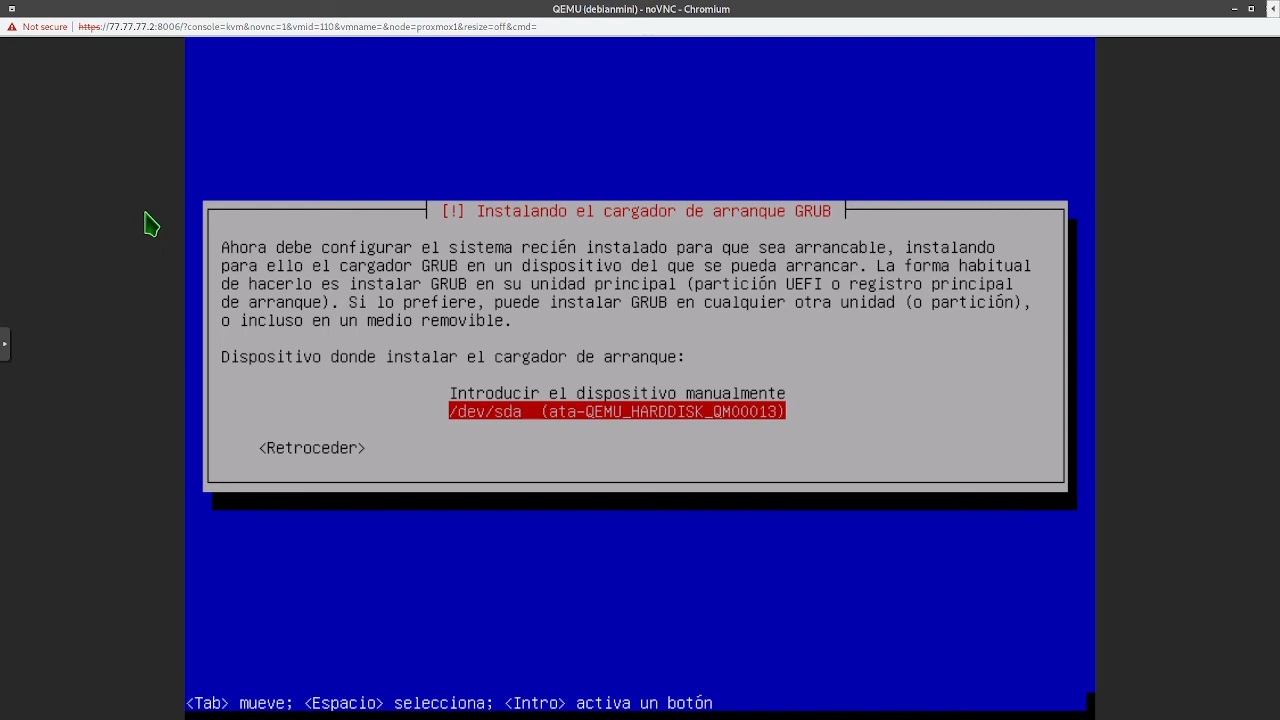 QEMU (debianmini) - noVNC - Chromium
Not secure | https://77.77.77.2:8006/?console=kvm&novnc=1&vmid=110&vmname=&node=proxmox1&resize=off&cmd=
[!] Instalando el cargador de arranque GRUB
Ahora debe configurar el sistema recién instalado para que sea arrancable, instalando
para ello el cargador GRUB en un dispositivo del que se pueda arrancar. La forma habitual
de hacerlo es instalar GRUB en su unidad principal (partición UEFI o registro principal
de arranque). Si lo prefiere, puede instalar GRUB en cualquier otra unidad (o partición),
o incluso en un medio removible.
Dispositivo donde instalar el cargador de arranque:
Introducir el dispositivo manualmente
/dev/sda  (ata-QEMU_HARDDISK_QM00013)
<Retroceder>
<Tab> mueve; <Espacio> selecciona; <Intro> activa un botón